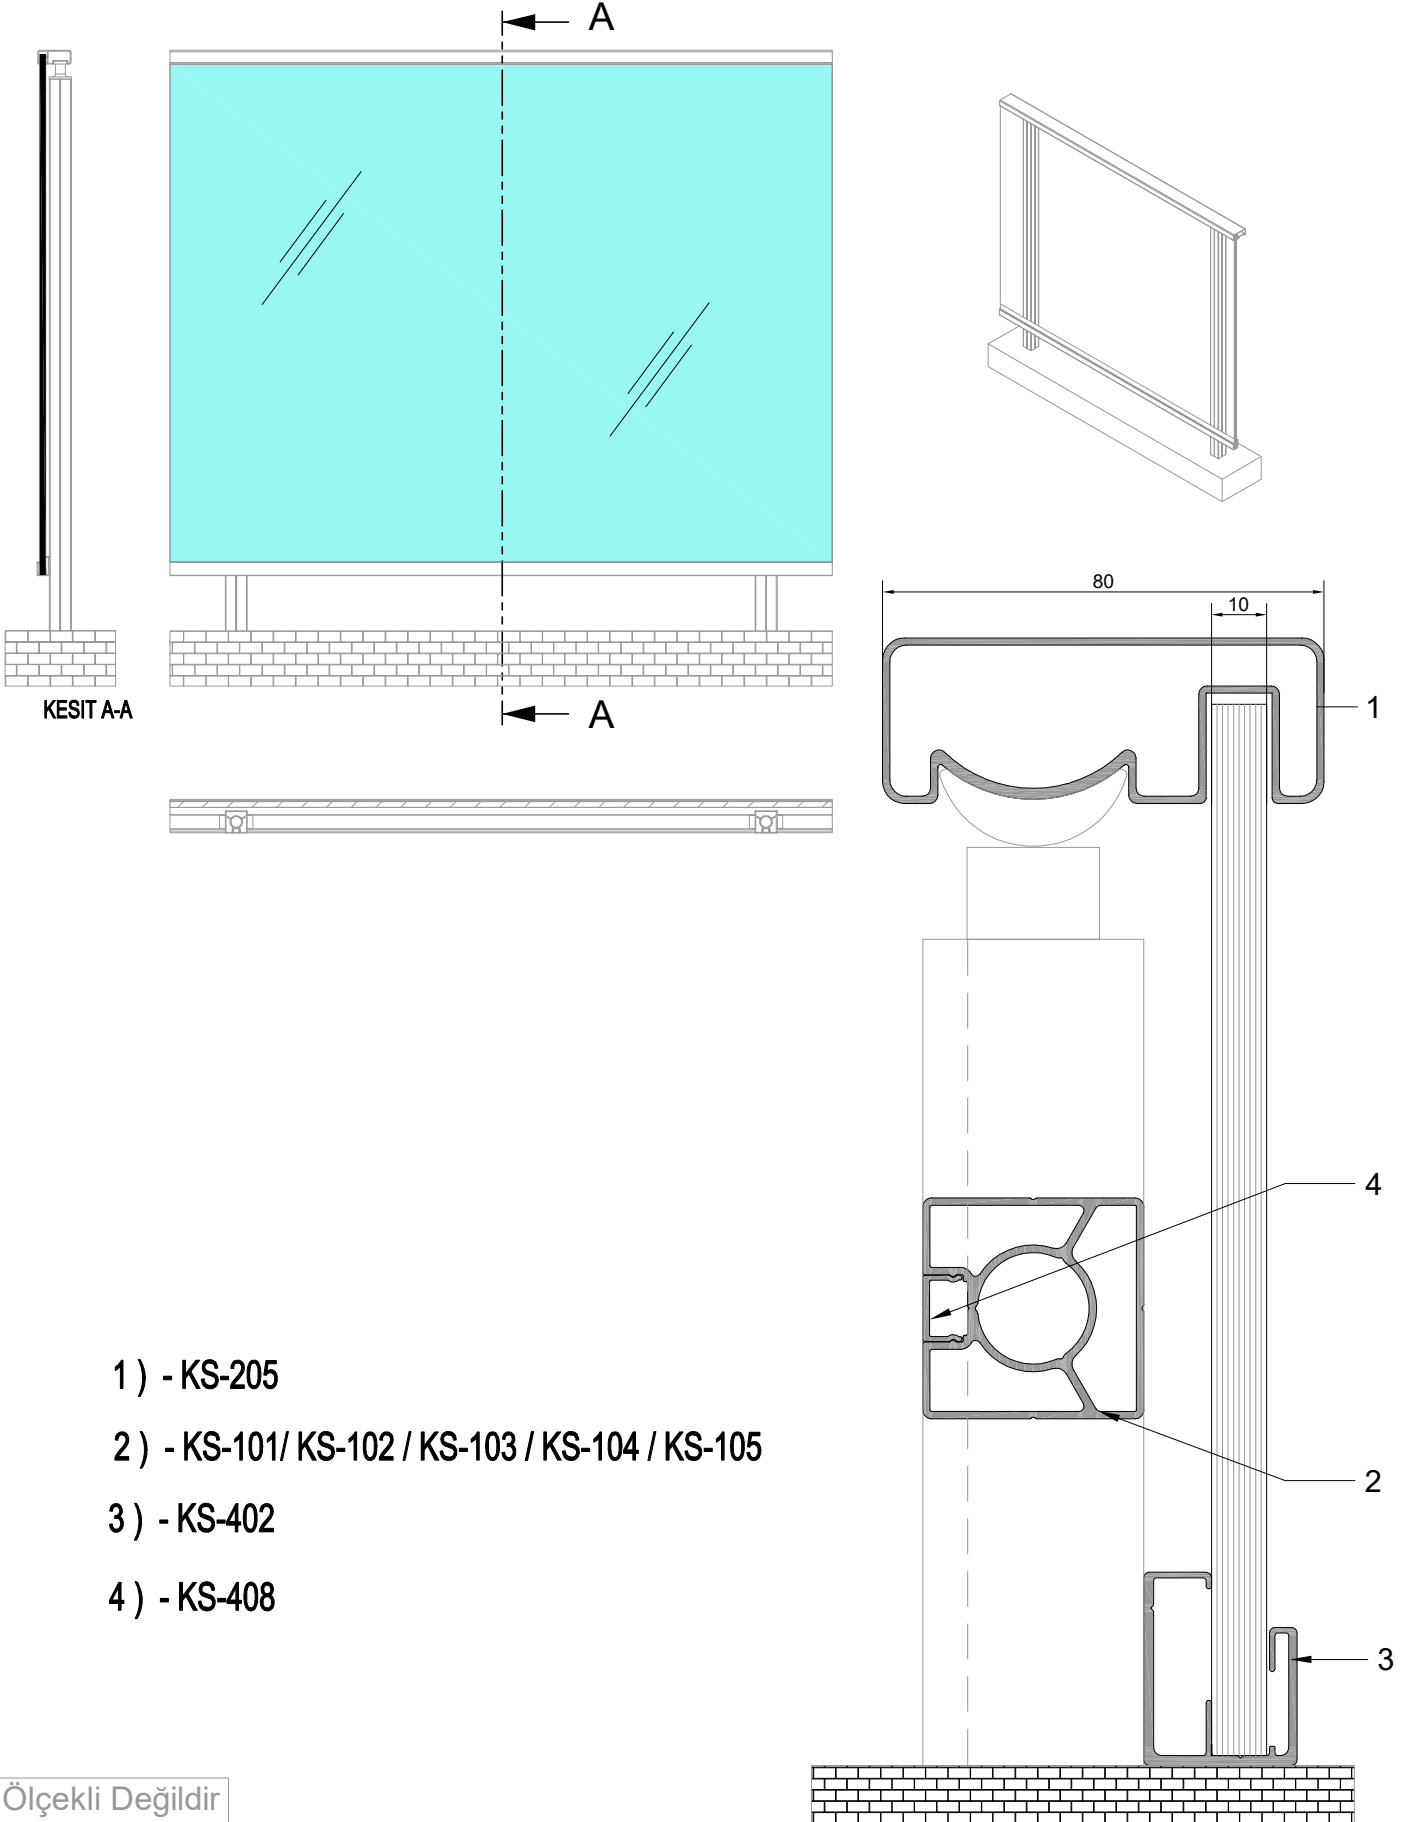 A
KESIT A-A
A
80
10
1
4
2
3
1 ) - KS-205
2 ) - KS-101/ KS-102 / KS-103 / KS-104 / KS-105
3 ) - KS-402
4 ) - KS-408
Ölçekli Değildir